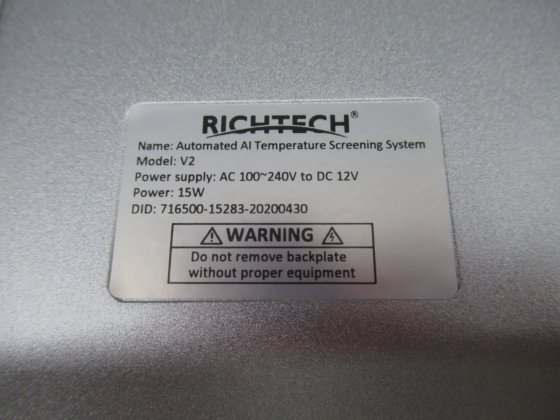 RICHTECH®
Name: Automated AI Temperature Screening System
Model: V2
Power supply: AC 100~240V to DC 12V
Power: 15W
DID: 716500-15283-20200430
WARNING
Do not remove backplate
without proper equipment